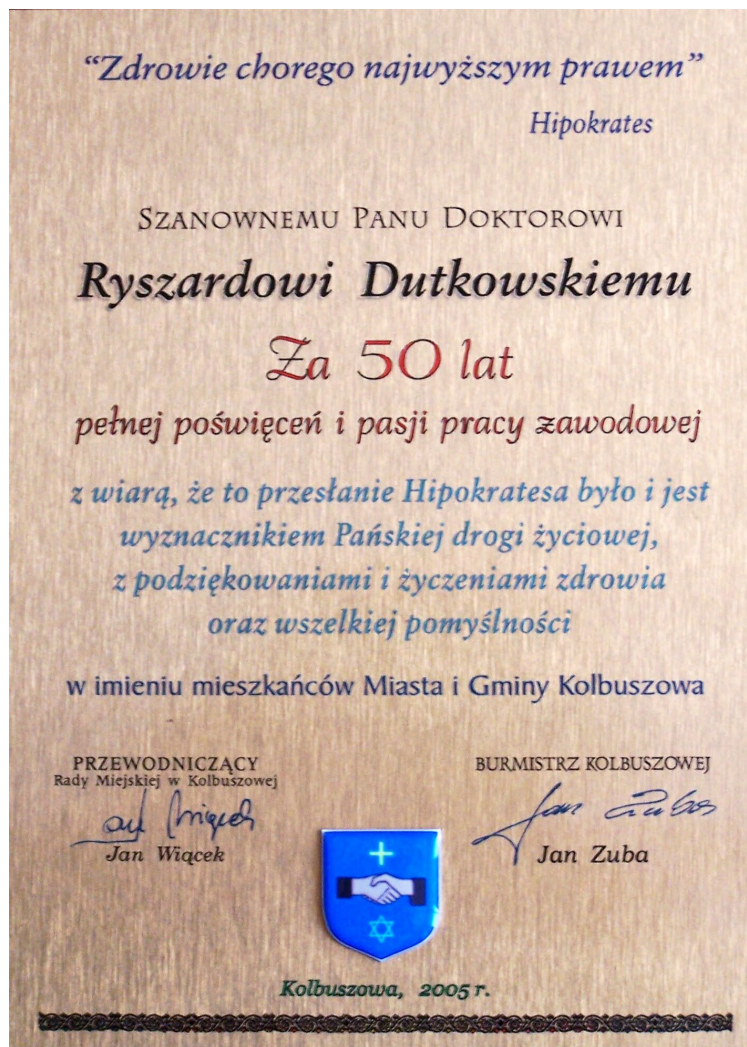 “Zdrowie chorego najwyższym prawem”
Hipokrates
Szanownemu Panu Doktorowi
Ryszardowi Dutkowskiemu
Za 50 lat
pełnej poświęceń i pasji pracy zawodowej
z wiarą, że to przesłanie Hipokratesa było i jest
wyznacznikiem Pańskiej drogi życiowej,
z podziękowaniami i życzeniami zdrowia
oraz wszelkiej pomyślności
w imieniu mieszkańców Miasta i Gminy Kolbuszowa
PRZEWODNICZĄCY
Rady Miejskiej w Kolbuszowej
Jan Wiącek
BURMISTRZ KOLBUSZOWEJ
Jan Zuba
Jan Zuba
Kolbuszowa, 2005 r.